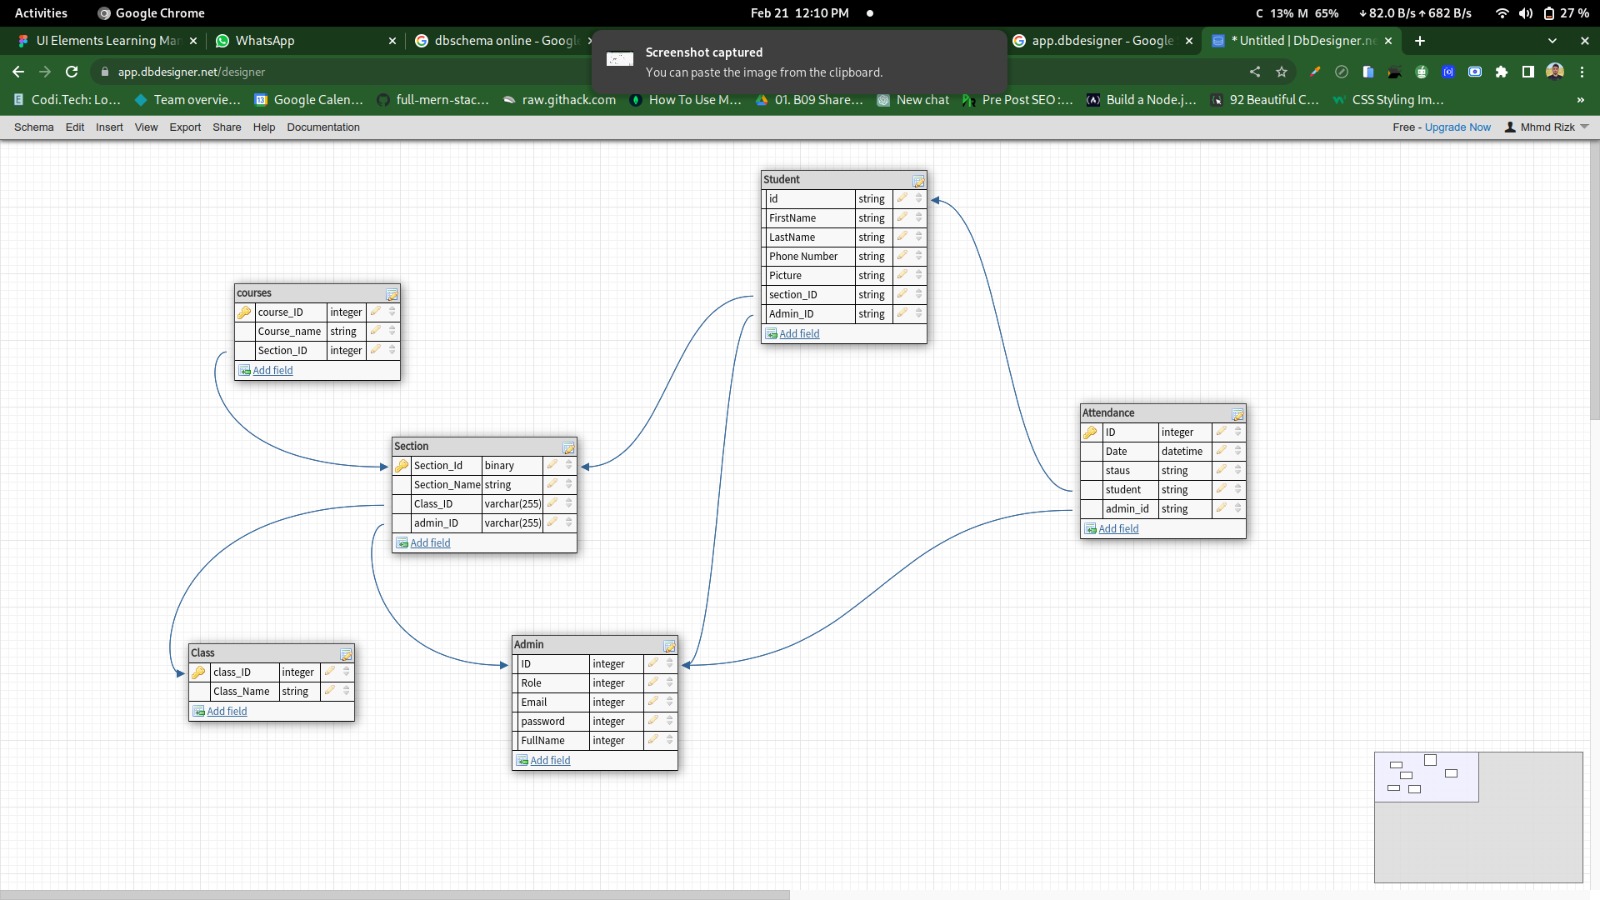 Activities Google Chrome Feb 21 12:10 PM C 13% M 65% 82.0 B/s 682 B/s 27 %
UI Elements Learning Mar WhatsApp dbschema online - Googl app.dbdesigner - Google * Untitled | DbDesigner.ne
Screenshot captured
You can paste the image from the clipboard.
app.dbdesigner.net/designer
Codi.Tech: Lo... Team overvie... Google Calen... full-mern-stac... raw.githack.com How To Use M... 01. B09 Share... New chat Pre Post SEO :... Build a Node.j... 92 Beautiful C... CSS Styling Im... »
Schema Edit Insert View Export Share Help Documentation Free - Upgrade Now Mhmd Rizk
Student
id string
FirstName string
LastName string
Phone Number string
Picture string
section_ID string
Admin_ID string
Add field
courses
course_ID integer
Course_name string
Section_ID integer
Add field
Attendance
ID integer
Date datetime
staus string
student string
admin_id string
Add field
Section
Section_Id binary
Section_Name string
Class_ID varchar(255)
admin_ID varchar(255)
Add field
Class
class_ID integer
Class_Name string
Add field
Admin
ID integer
Role integer
Email integer
password integer
FullName integer
Add field